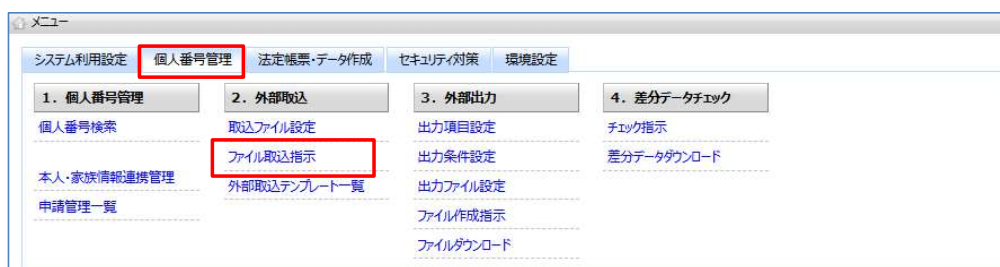 メニュー
システム利用設定 個人番号管理 法定帳票・データ作成 セキュリティ対策 環境設定
1. 個人番号管理 2. 外部取込 3. 外部出力 4. 差分データチェック
個人番号検索 取込ファイル設定 出力項目設定 チェック指示
ファイル取込指示 出力条件設定 差分データダウンロード
本人・家族情報連携管理 外部取込テンプレート一覧 出力ファイル設定
申請管理一覧 ファイル作成指示
ファイルダウンロード